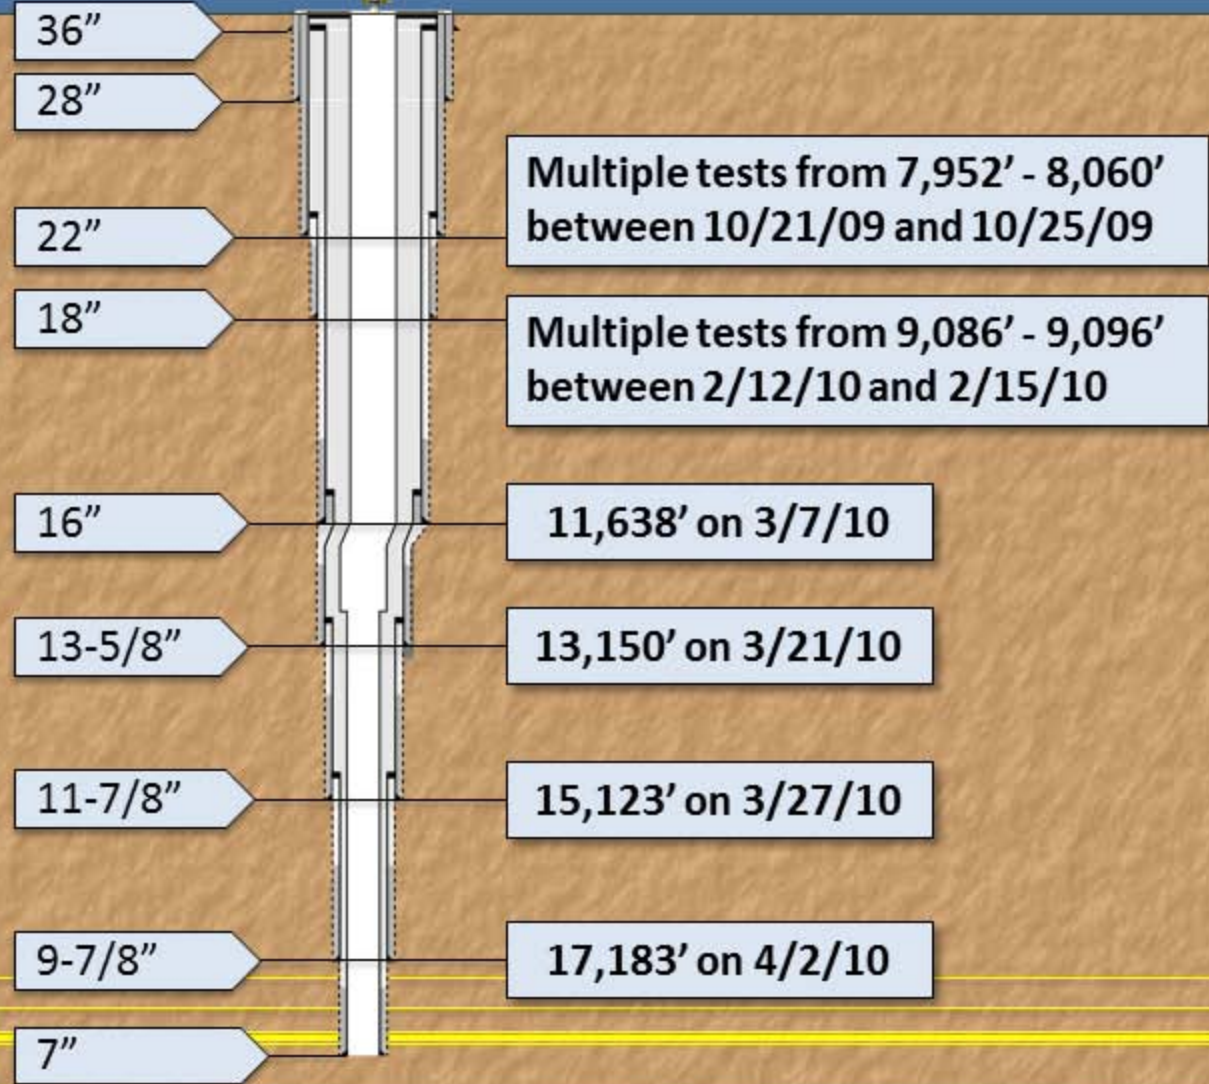 36”
28”
Multiple tests from 7,952’ - 8,060’
between 10/21/09 and 10/25/09
22”
18”
Multiple tests from 9,086’ - 9,096’
between 2/12/10 and 2/15/10
16”
11,638’ on 3/7/10
13-5/8”
13,150’ on 3/21/10
11-7/8”
15,123’ on 3/27/10
9-7/8”
17,183’ on 4/2/10
7”